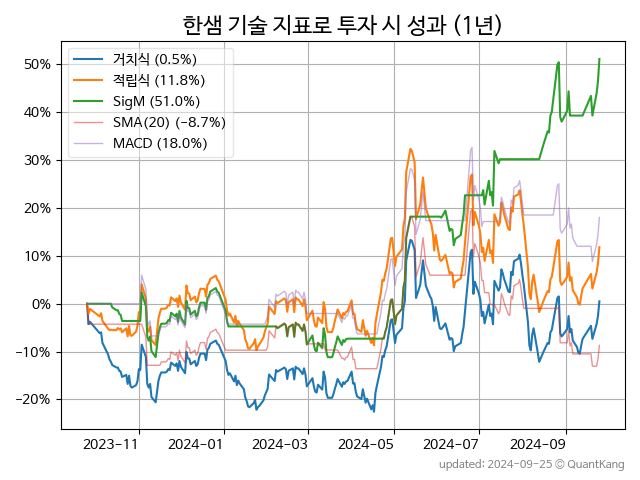 한샘 기술 지표로 투자 시 성과 (1년)
거치식 (0.5%)
적립식 (11.8%)
SigM (51.0%)
SMA(20) (−8.7%)
MACD (18.0%)
50%
40%
30%
20%
10%
0%
−10%
−20%
2023-11
2024-01
2024-03
2024-05
2024-07
2024-09
updated: 2024-09-25 © QuantKang